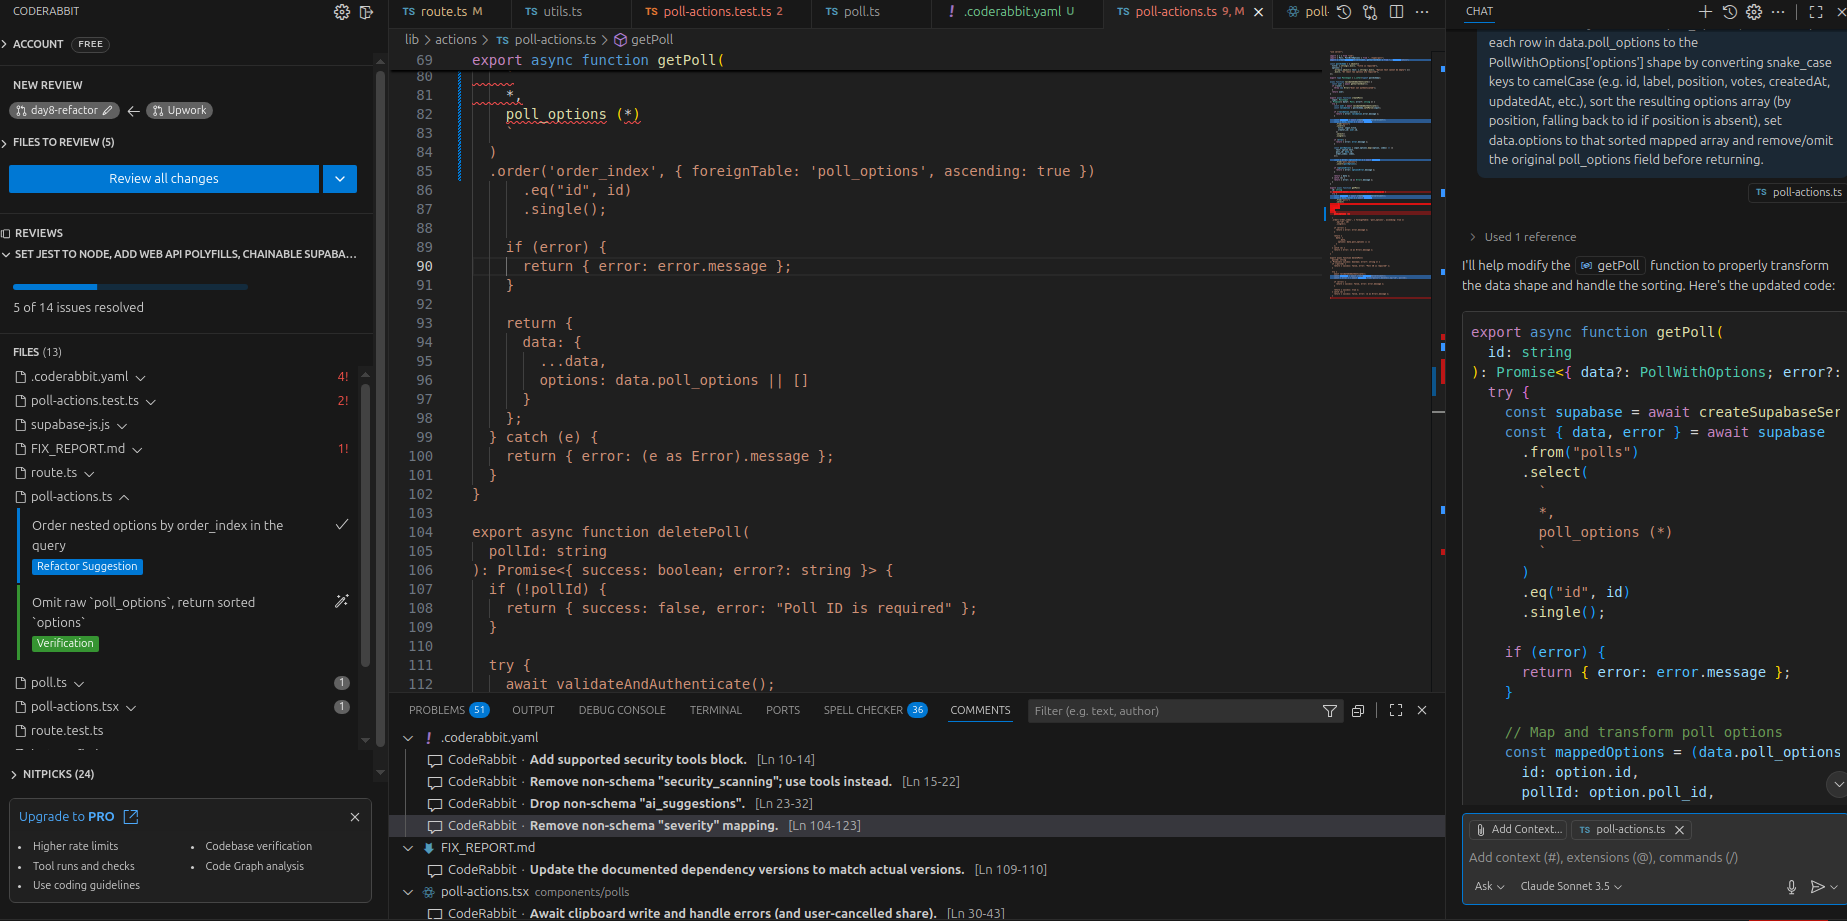 CODERABBIT
ACCOUNT FREE
NEW REVIEW
day8-refactor Upwork
FILES TO REVIEW (5)
Review all changes
REVIEWS
SET JEST TO NODE, ADD WEB API POLYFILLS, CHAINABLE SUPABA...
5 of 14 issues resolved
FILES (13)
.coderabbit.yaml 4!
poll-actions.test.ts 2!
supabase-js.js
FIX_REPORT.md 1!
route.ts
poll-actions.ts
Order nested options by order_index in the
query
Refactor Suggestion
Omit raw `poll_options`, return sorted
`options`
Verification
poll.ts 1
poll-actions.tsx 1
route.test.ts
NITPICKS (24)
Upgrade to PRO
Higher rate limits
Tool runs and checks
Use coding guidelines
Codebase verification
Code Graph analysis
TS route.ts M TS utils.ts TS poll-actions.test.ts 2 TS poll.ts ! .coderabbit.yaml U TS poll-actions.ts 9, M poll-
lib > actions > TS poll-actions.ts > getPoll
69 export async function getPoll(
80
81 *,
82 poll_options (*)
83 `
84 )
85 .order('order_index', { foreignTable: 'poll_options', ascending: true })
86 .eq("id", id)
87 .single();
88
89 if (error) {
90 return { error: error.message };
91 }
92
93 return {
94 data: {
95 ...data,
96 options: data.poll_options || []
97 }
98 };
99 } catch (e) {
100 return { error: (e as Error).message };
101 }
102 }
103
104 export async function deletePoll(
105 pollId: string
106 ): Promise<{ success: boolean; error?: string }> {
107 if (!pollId) {
108 return { success: false, error: "Poll ID is required" };
109 }
110
111 try {
112 await validateAndAuthenticate();
PROBLEMS 51 OUTPUT DEBUG CONSOLE TERMINAL PORTS SPELL CHECKER 36 COMMENTS Filter (e.g. text, author)
! .coderabbit.yaml
CodeRabbit · Add supported security tools block. [Ln 10-14]
CodeRabbit · Remove non-schema "security_scanning"; use tools instead. [Ln 15-22]
CodeRabbit · Drop non-schema "ai_suggestions". [Ln 23-32]
CodeRabbit · Remove non-schema "severity" mapping. [Ln 104-123]
FIX_REPORT.md
CodeRabbit · Update the documented dependency versions to match actual versions. [Ln 109-110]
poll-actions.tsx components/polls
CodeRabbit · Await clipboard write and handle errors (and user-cancelled share). [Ln 30-43]
CHAT
each row in data.poll_options to the
PollWithOptions['options'] shape by converting snake_case
keys to camelCase (e.g. id, label, position, votes, createdAt,
updatedAt, etc.), sort the resulting options array (by
position, falling back to id if position is absent), set
data.options to that sorted mapped array and remove/omit
the original poll_options field before returning.
TS poll-actions.ts
Used 1 reference
I'll help modify the getPoll function to properly transform
the data shape and handle the sorting. Here's the updated code:
export async function getPoll(
id: string
): Promise<{ data?: PollWithOptions; error?:
try {
const supabase = await createSupabaseSer
const { data, error } = await supabase
.from("polls")
.select(
`
*,
poll_options (*)
`
)
.eq("id", id)
.single();
if (error) {
return { error: error.message };
}
// Map and transform poll options
const mappedOptions = (data.poll_options
id: option.id,
pollId: option.poll_id,
Add Context... TS poll-actions.ts
Add context (#), extensions (@), commands (/)
Ask Claude Sonnet 3.5